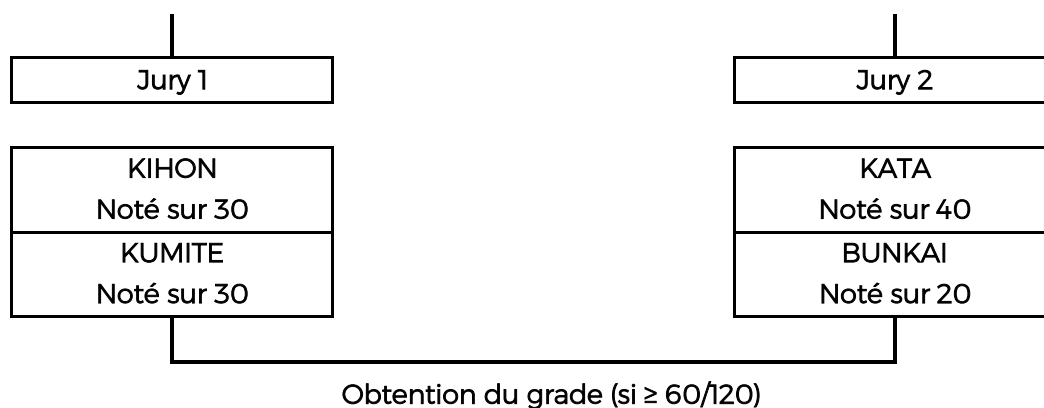 Jury 1
KIHON
Noté sur 30
KUMITE
Noté sur 30
Jury 2
KATA
Noté sur 40
BUNKAI
Noté sur 20
Obtention du grade (si ≥ 60/120)